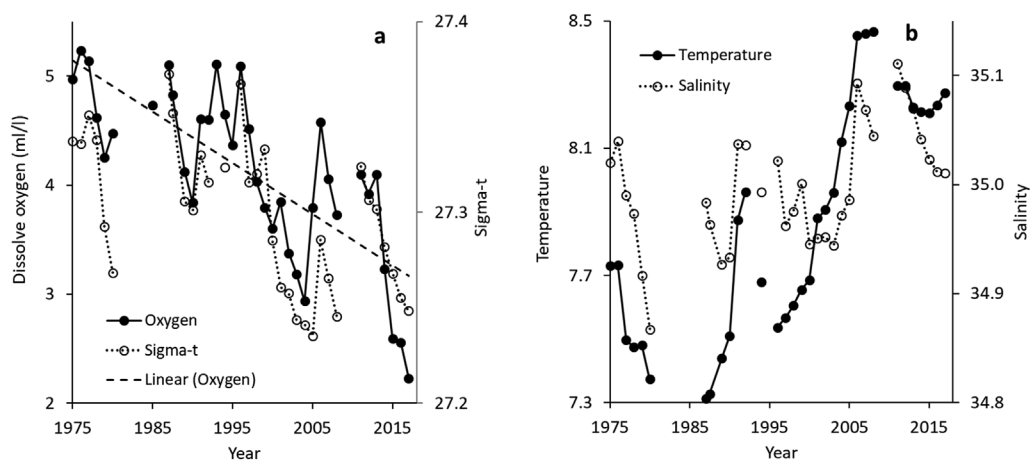 a
27.4
5
4
3
2
Dissolve oxygen (ml/l)
27.3
27.2
Sigma-t
Oxygen
Sigma-t
Linear (Oxygen)
1975 1985 1995 2005 2015
Year
b
8.5
8.1
7.7
7.3
Temperature
Temperature
Salinity
35.1
35.0
34.9
34.8
Salinity
1975 1985 1995 2005 2015
Year